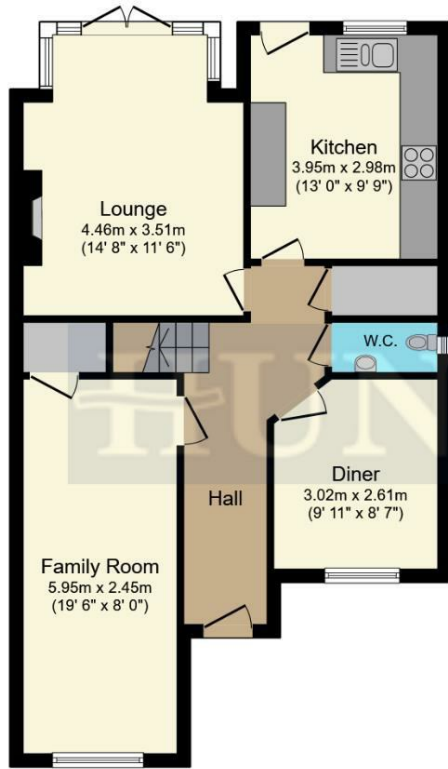 Kitchen
3.95m x 2.98m
(13' 0" x 9' 9")
Lounge
4.46m x 3.51m
(14' 8" x 11' 6")
W.C.
HUN
Diner
3.02m x 2.61m
(9' 11" x 8' 7")
Hall
Family Room
5.95m x 2.45m
(19' 6" x 8' 0")